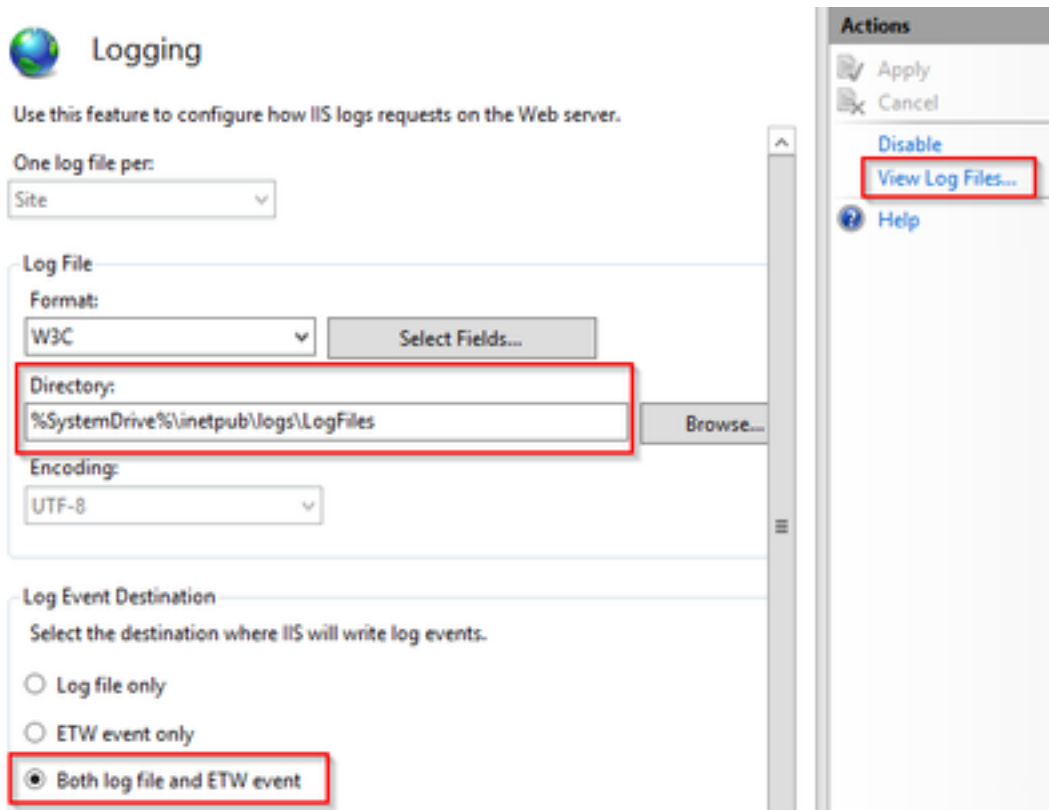 Logging
Use this feature to configure how IIS logs requests on the Web server.
One log file per:
Site
Log File
Format:
W3C
Select Fields...
Directory:
%SystemDrive%\inetpub\logs\LogFiles
Browse...
Encoding:
UTF-8
Log Event Destination
Select the destination where IIS will write log events.
Log file only
ETW event only
Both log file and ETW event
Actions
Apply
Cancel
Disable
View Log Files...
Help